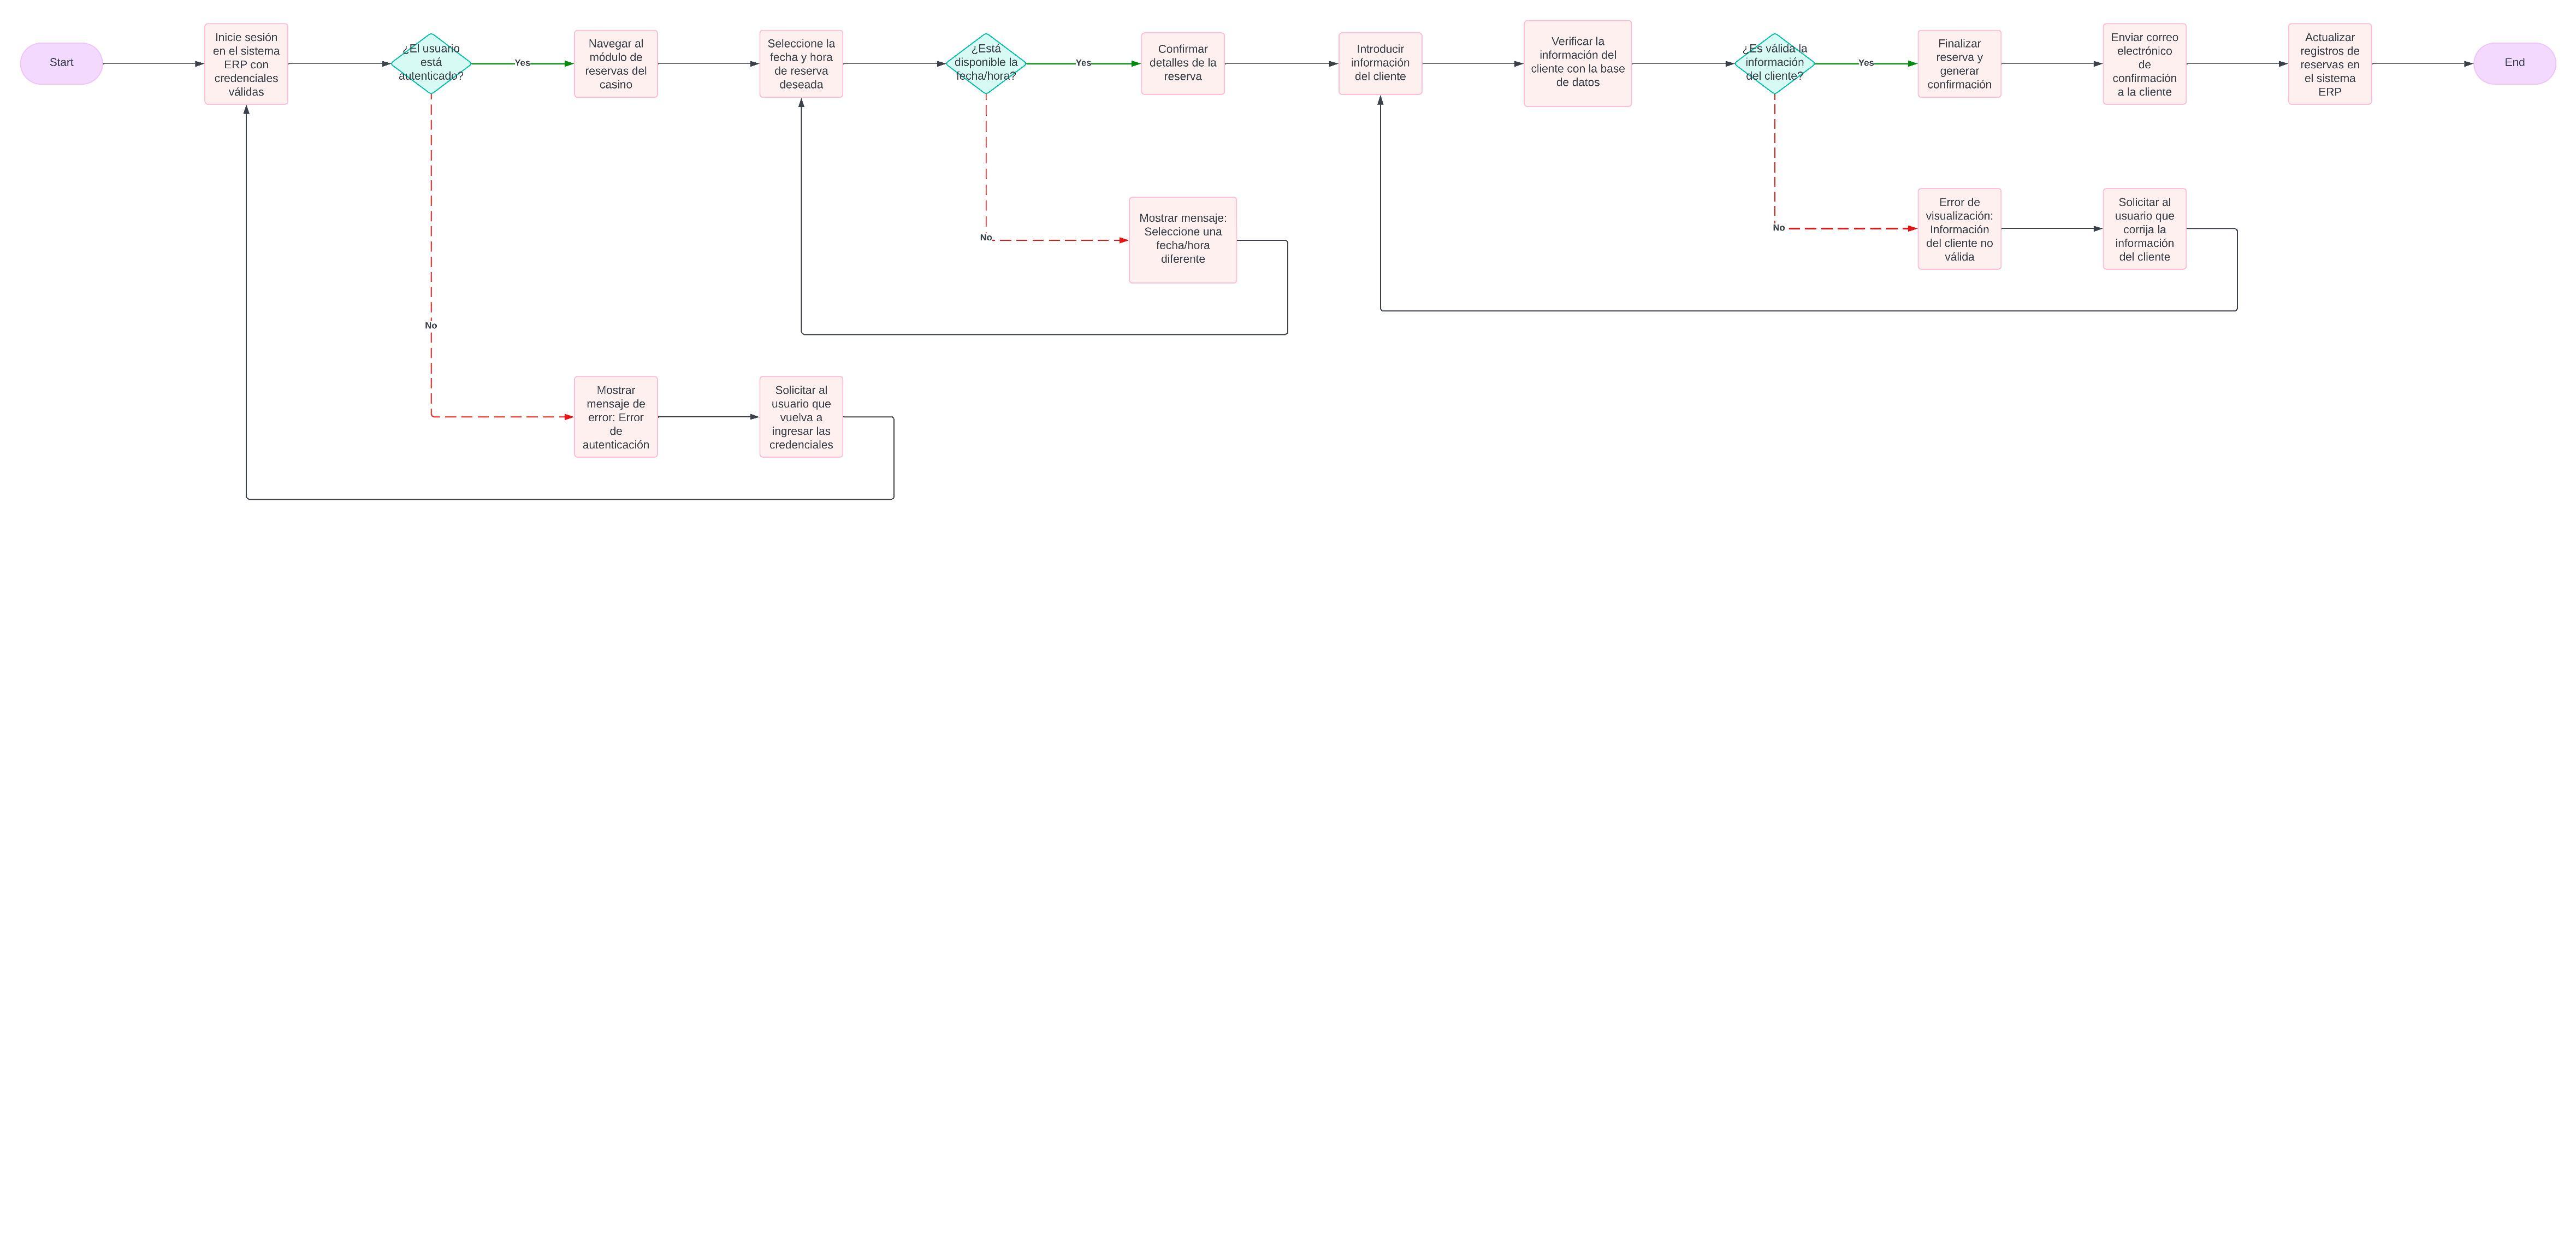 Start
Inicie sesión
en el sistema
ERP con
credenciales
válidas
¿El usuario
está
autenticado?
Yes
Navegar al
módulo de
reservas del
casino
Seleccione la
fecha y hora
de reserva
deseada
¿Está
disponible la
fecha/hora?
Yes
Confirmar
detalles de la
reserva
Introducir
información
del cliente
Verificar la
información del
cliente con la base
de datos
¿Es válida la
información
del cliente?
Yes
Finalizar
reserva y
generar
confirmación
Enviar correo
electrónico
de
confirmación
a la cliente
Actualizar
registros de
reservas en
el sistema
ERP
End
No
Mostrar mensaje:
Seleccione una
fecha/hora
diferente
No
Error de
visualización:
Información
del cliente no
válida
Solicitar al
usuario que
corrija la
información
del cliente
No
Mostrar
mensaje de
error: Error
de
autenticación
Solicitar al
usuario que
vuelva a
ingresar las
credenciales